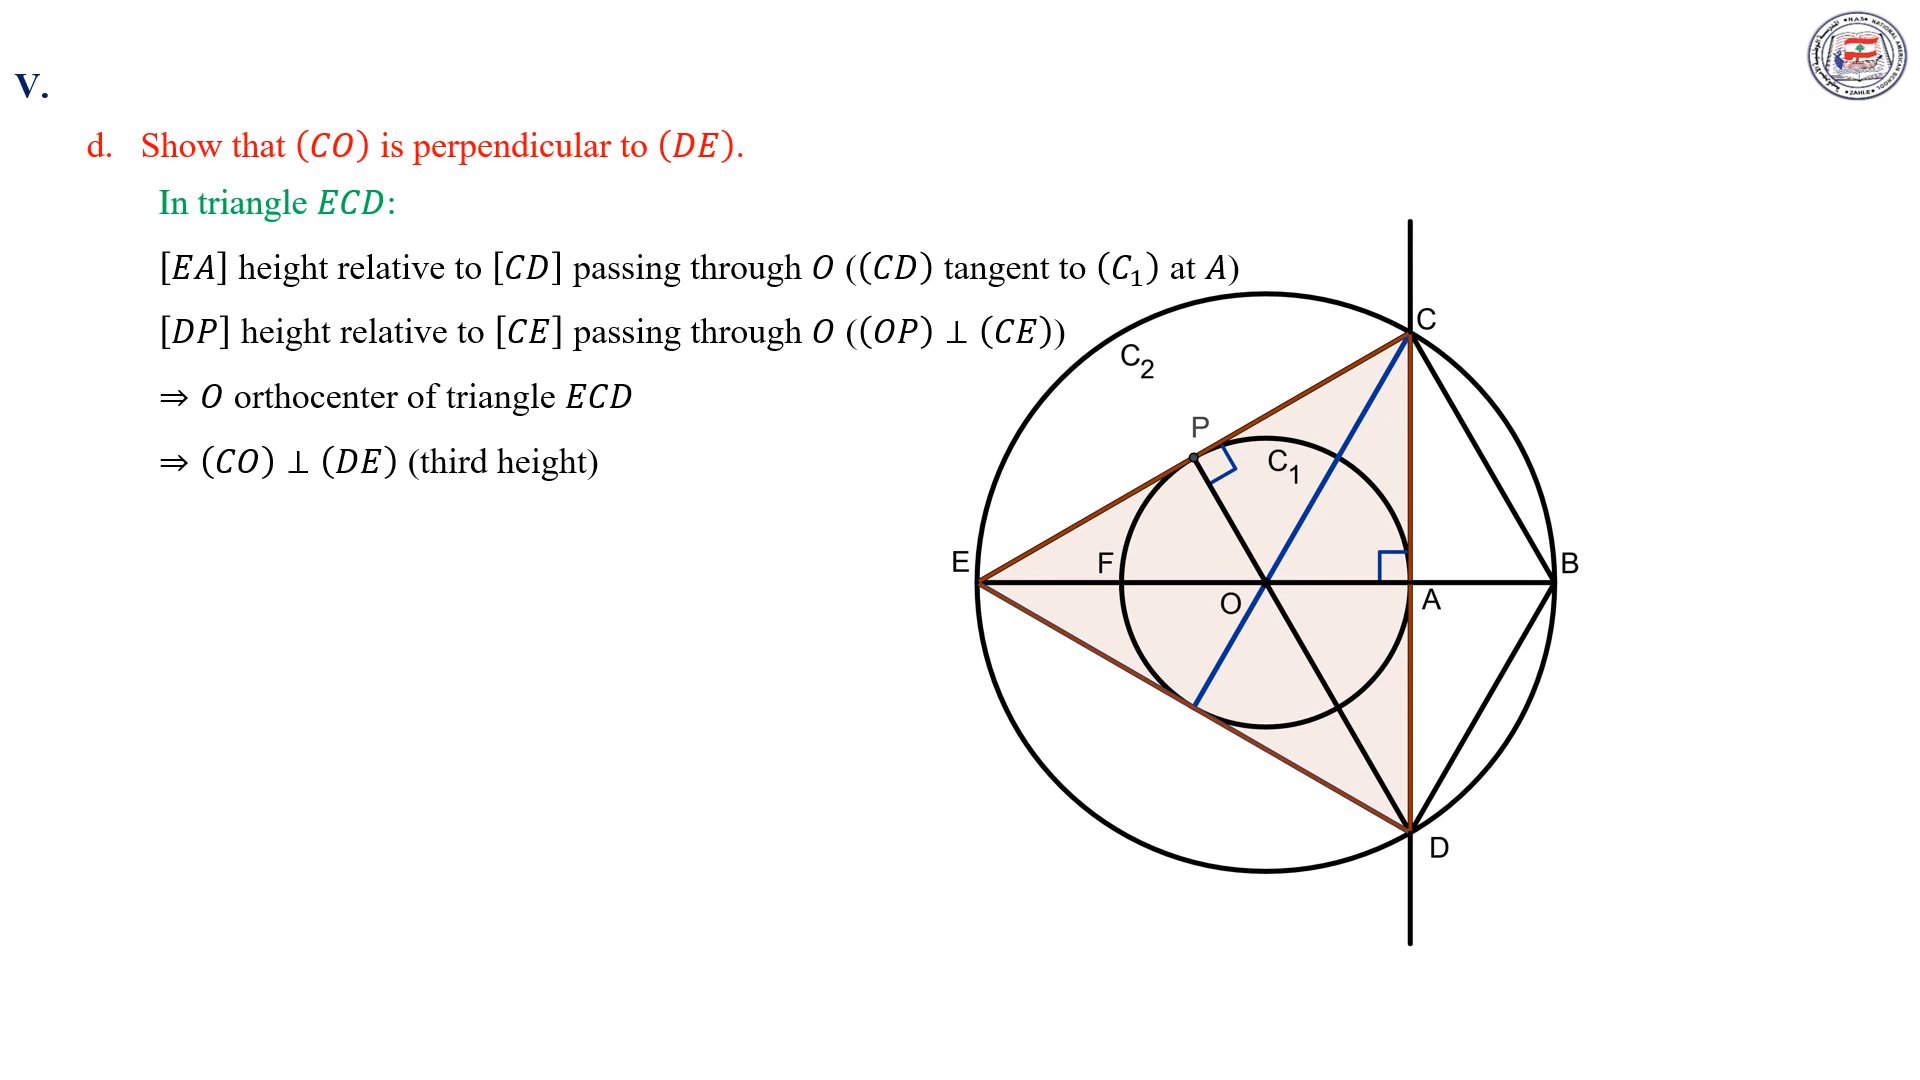 V.
d. Show that (CO) is perpendicular to (DE).
In triangle ECD:
[EA] height relative to [CD] passing through O ((CD) tangent to (C₁) at A)
[DP] height relative to [CE] passing through O ((OP) ⊥ (CE))
⇒ O orthocenter of triangle ECD
⇒ (CO) ⊥ (DE) (third height)
C
C₂
P
C₁
E
F
B
O
A
D